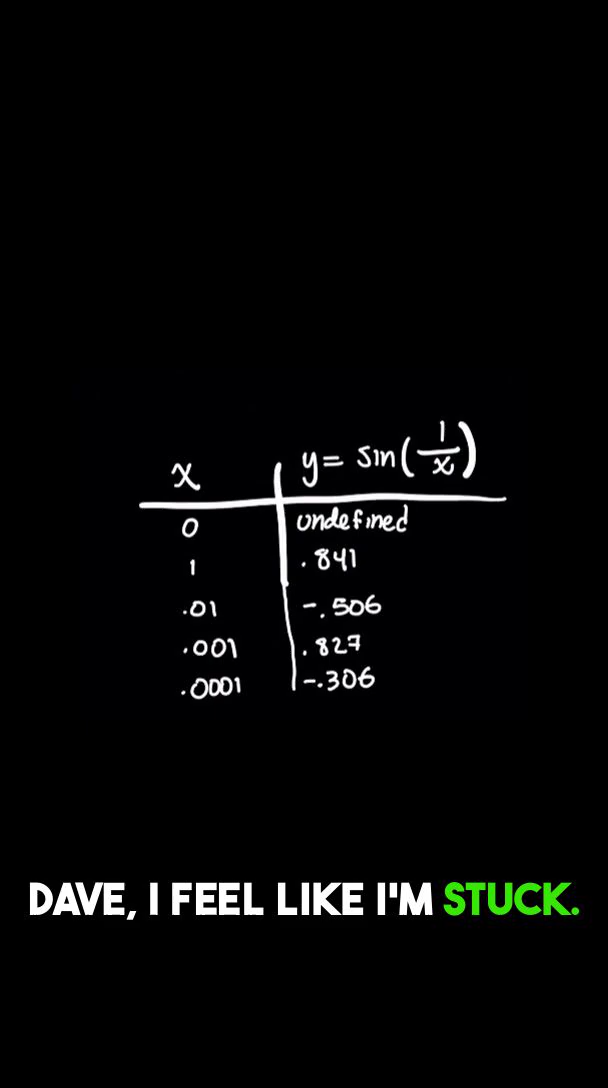 x y = sin(1/x)
0 undefined
1 .841
.01 -.506
.001 .827
.0001 -.306
DAVE, I FEEL LIKE I'M STUCK.